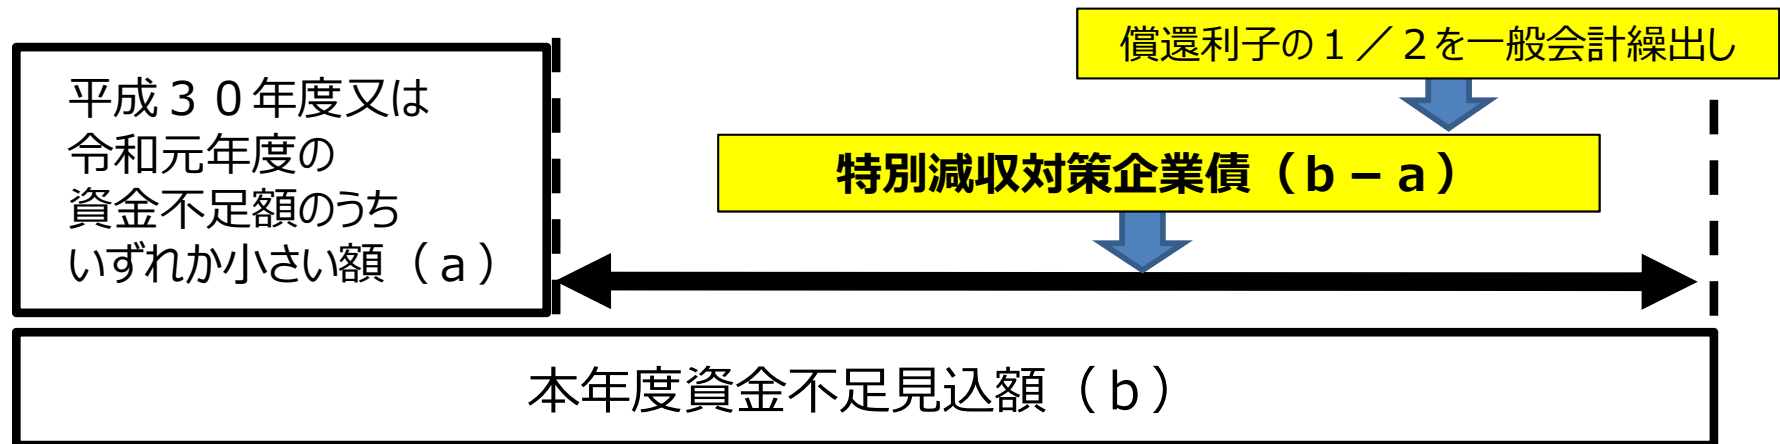 償還利子の１／２を一般会計繰出し
平成３０年度又は
令和元年度の
資金不足額のうち
いずれか小さい額（ａ）
特別減収対策企業債（ｂ－ａ）
本年度資金不足見込額（ｂ）